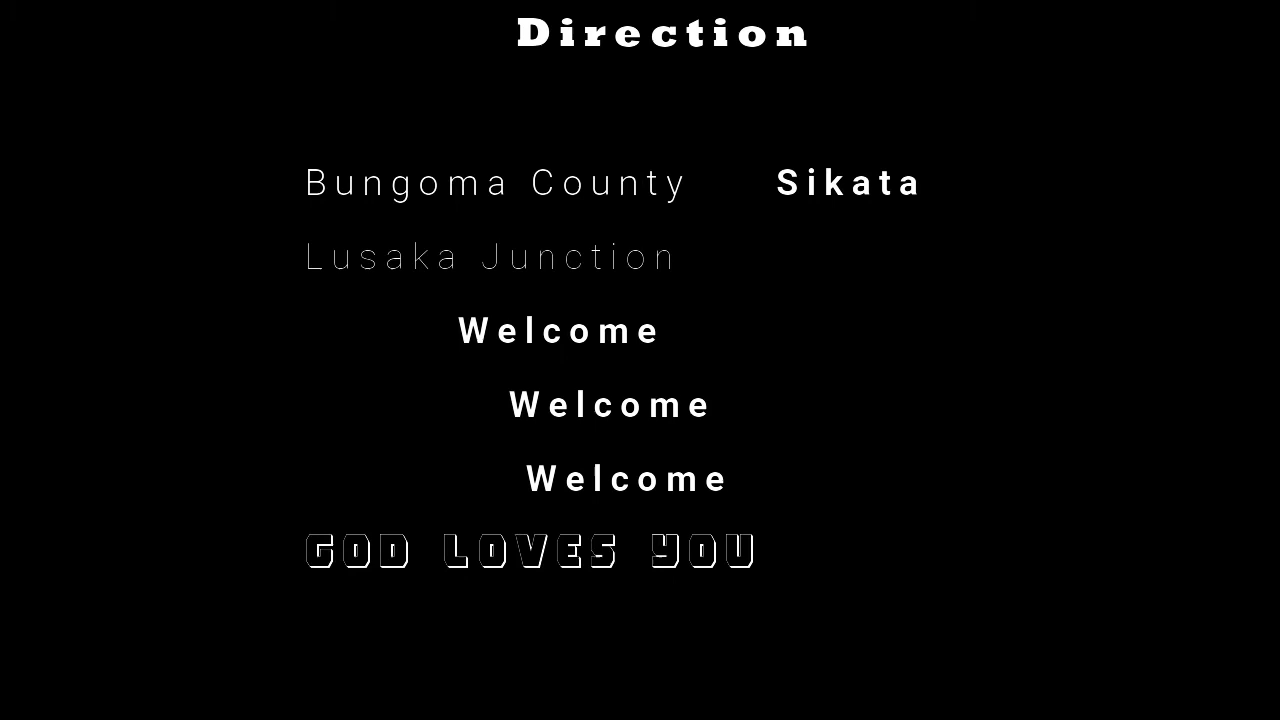 Direction
Bungoma County Sikata
Lusaka Junction
Welcome
Welcome
Welcome
GOD LOVES YOU